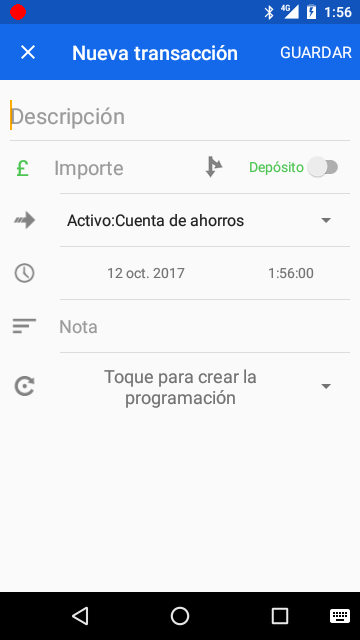 4G 1:56
Nueva transacción GUARDAR
Descripción
£ Importe Depósito
Activo:Cuenta de ahorros
12 oct. 2017 1:56:00
Nota
Toque para crear la
programación